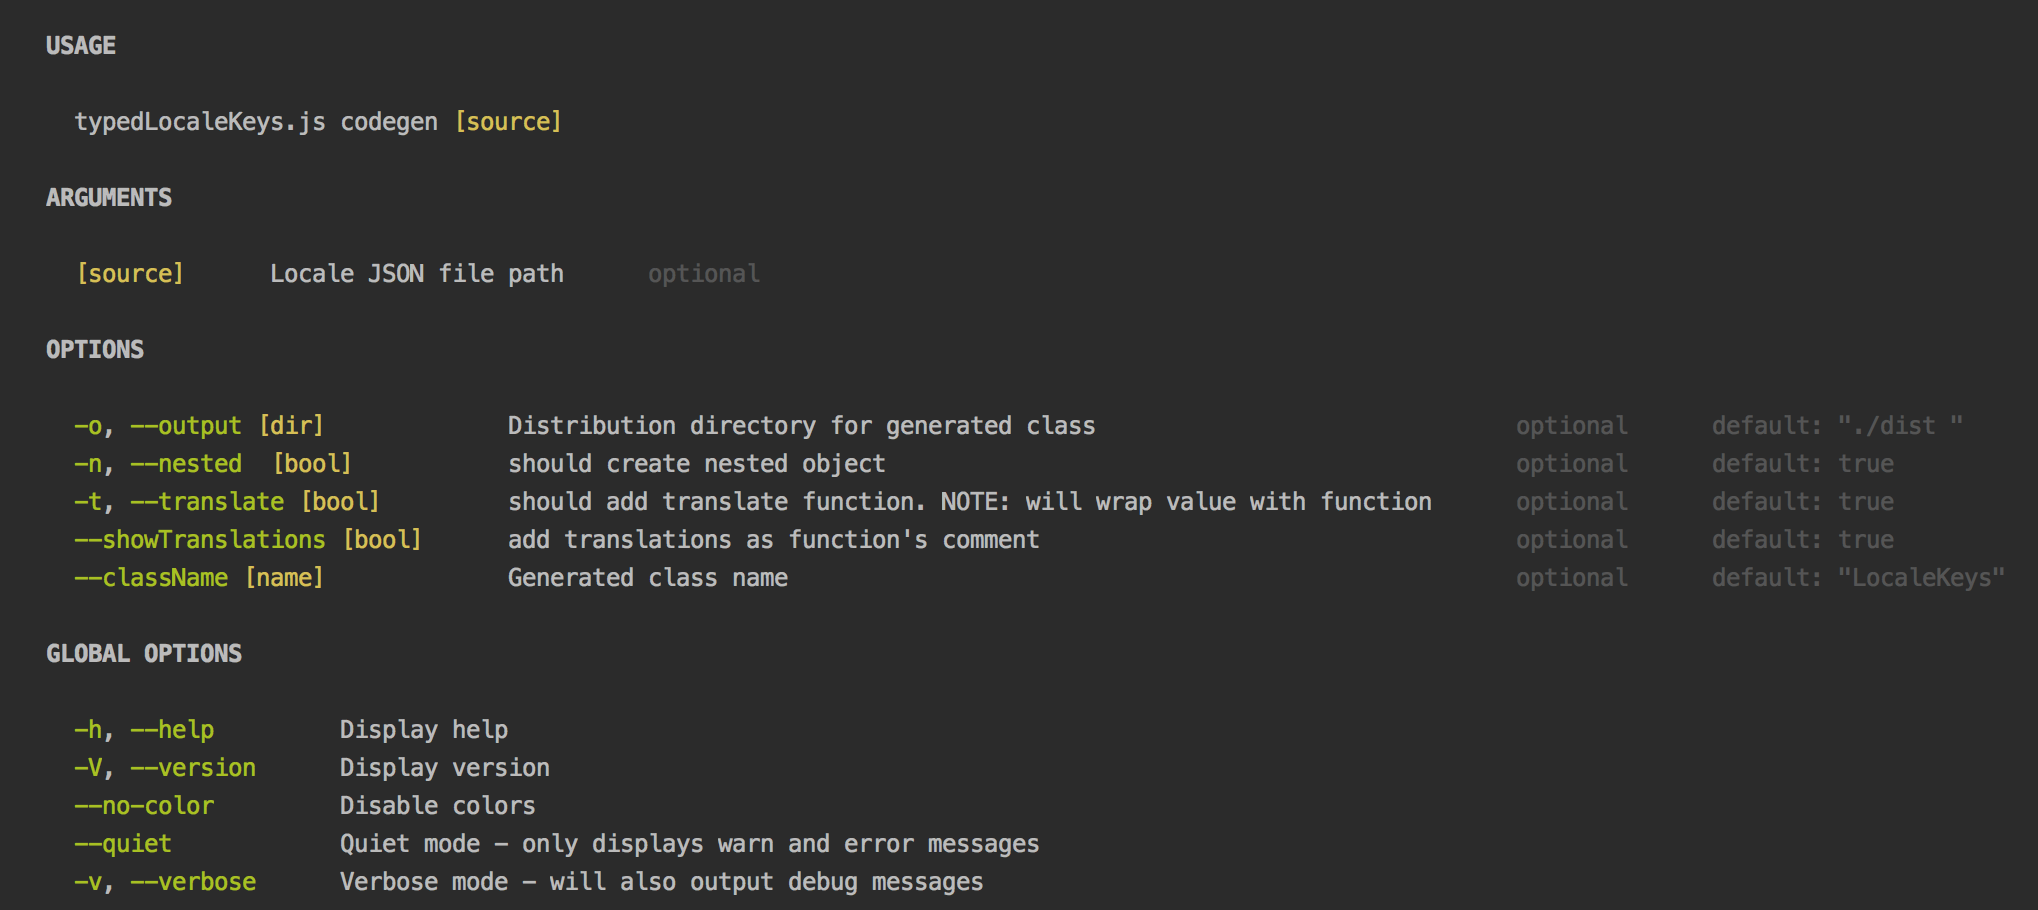 USAGE
typedLocaleKeys.js codegen [source]
ARGUMENTS
[source] Locale JSON file path optional
OPTIONS
-o, --output [dir] Distribution directory for generated class optional default: "./dist "
-n, --nested [bool] should create nested object optional default: true
-t, --translate [bool] should add translate function. NOTE: will wrap value with function optional default: true
--showTranslations [bool] add translations as function's comment optional default: true
--className [name] Generated class name optional default: "LocaleKeys"
GLOBAL OPTIONS
-h, --help Display help
-V, --version Display version
--no-color Disable colors
--quiet Quiet mode - only displays warn and error messages
-v, --verbose Verbose mode - will also output debug messages